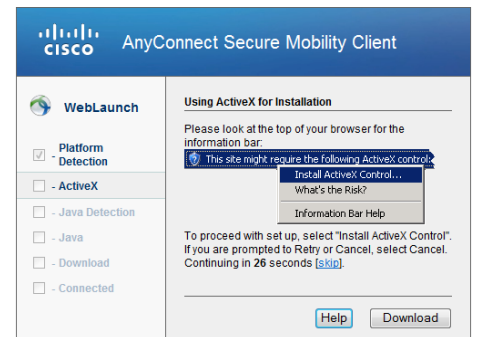 CISCO AnyConnect Secure Mobility Client
WebLaunch
- Platform
Detection
- ActiveX
- Java Detection
- Java
- Download
- Connected
Using ActiveX for Installation
Please look at the top of your browser for the
information bar:
This site might require the following ActiveX control:
Install ActiveX Control...
What's the Risk?
Information Bar Help
To proceed with set up, select "Install ActiveX Control".
If you are prompted to Retry or Cancel, select Cancel.
Continuing in 26 seconds [skip].
Help Download